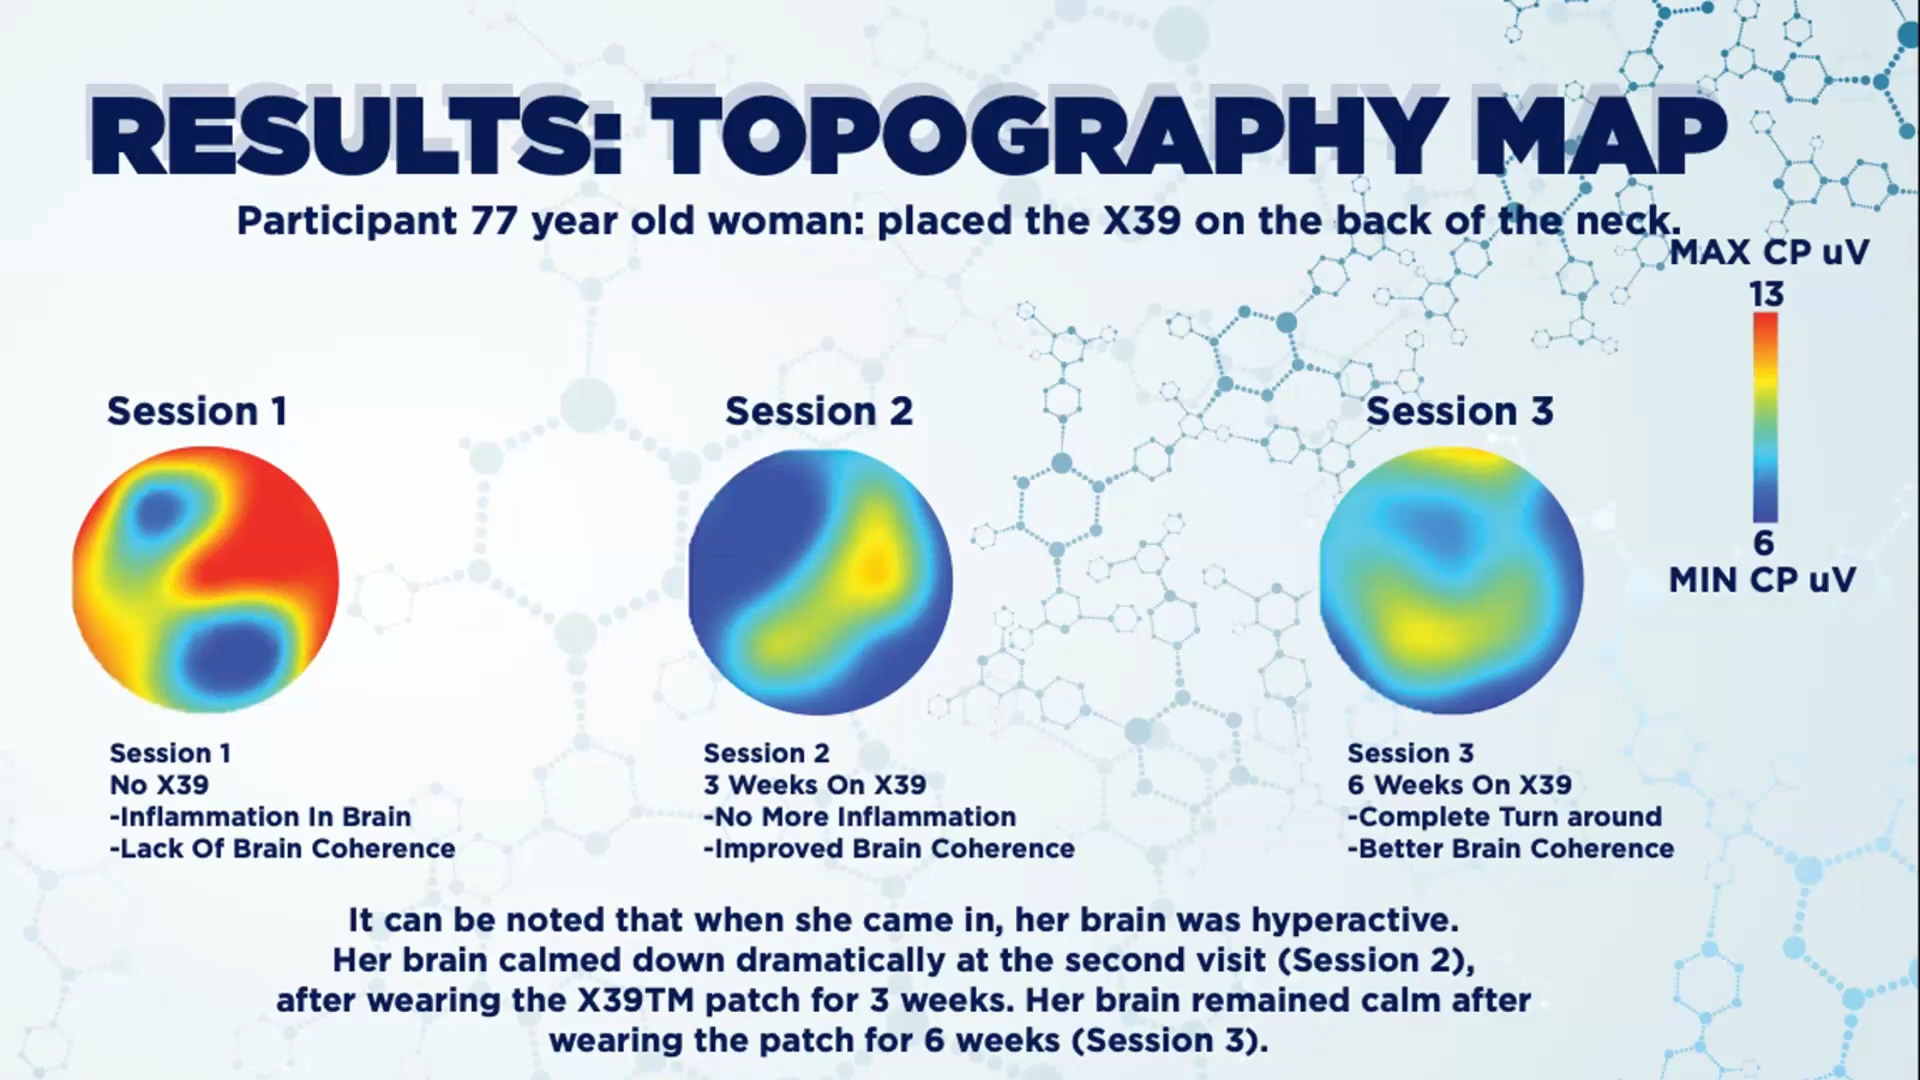 RESULTS: TOPOGRAPHY MAP
Participant 77 year old woman: placed the X39 on the back of the neck.
MAX CP uV
13
6
MIN CP uV
Session 1
Session 2
Session 3
Session 1
No X39
-Inflammation In Brain
-Lack Of Brain Coherence
Session 2
3 Weeks On X39
-No More Inflammation
-Improved Brain Coherence
Session 3
6 Weeks On X39
-Complete Turn around
-Better Brain Coherence
It can be noted that when she came in, her brain was hyperactive.
Her brain calmed down dramatically at the second visit (Session 2),
after wearing the X39TM patch for 3 weeks. Her brain remained calm after
wearing the patch for 6 weeks (Session 3).